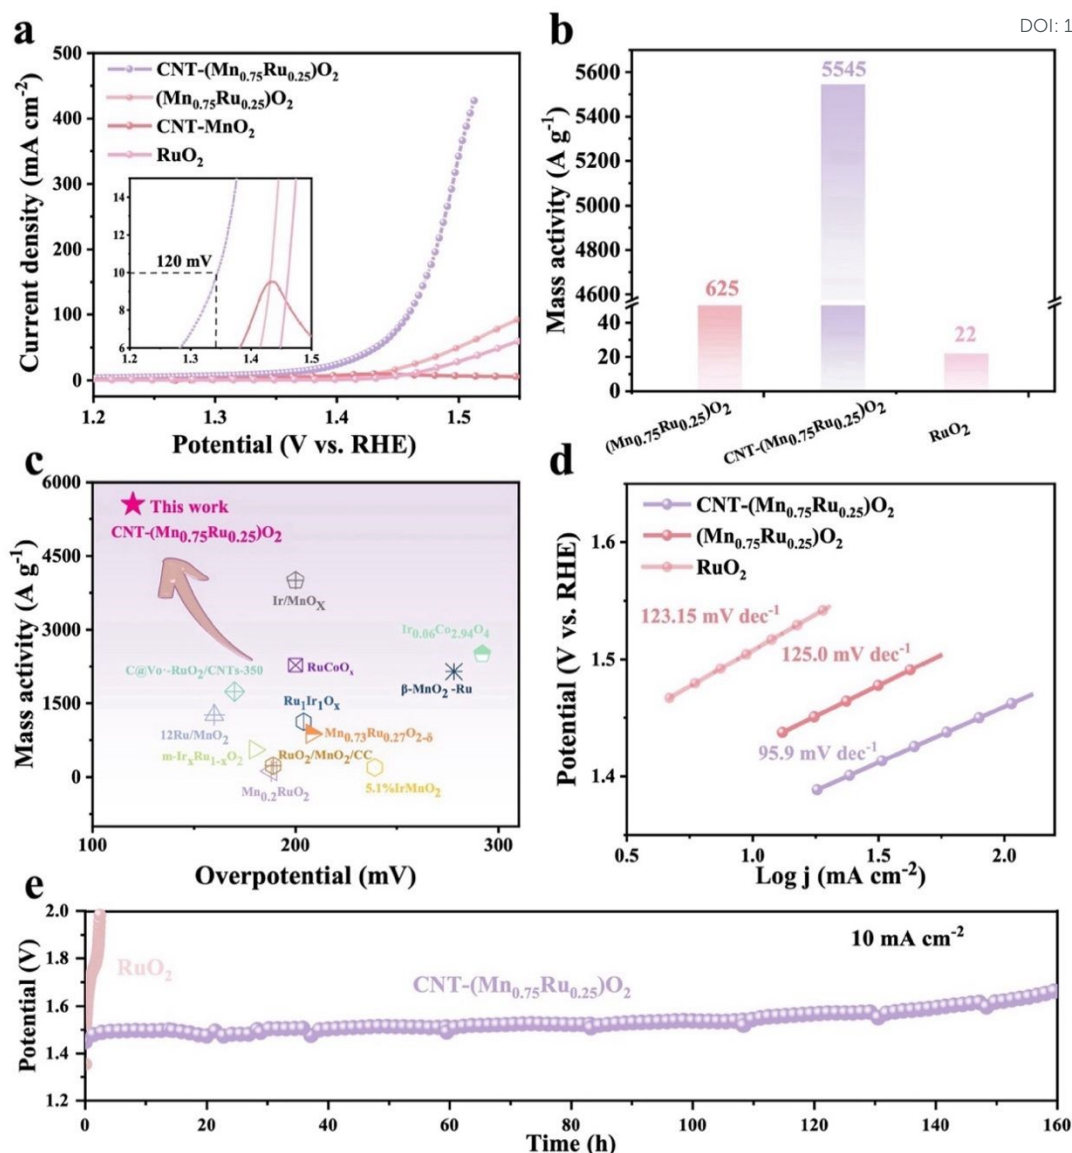 DOI: 1
a
500
400
300
200
100
0
Current density (mA cm⁻²)
CNT-(Mn₀.₇₅Ru₀.₂₅)O₂
(Mn₀.₇₅Ru₀.₂₅)O₂
CNT-MnO₂
RuO₂
14
12
10
8
6
120 mV
1.2 1.3 1.4 1.5
1.2 1.3 1.4 1.5
Potential (V vs. RHE)
b
5600
5400
5200
5000
4800
4600
40
20
0
Mass activity (A g⁻¹)
625
5545
22
(Mn₀.₇₅Ru₀.₂₅)O₂
CNT-(Mn₀.₇₅Ru₀.₂₅)O₂
RuO₂
c
6000
4500
3000
1500
0
Mass activity (A g⁻¹)
This work
CNT-(Mn₀.₇₅Ru₀.₂₅)O₂
Ir/MnOX
Ir₀.₀₆Co₂.₉₄O₄
C@Vo·-RuO₂/CNTs-350
RuCoOₓ
β-MnO₂ -Ru
Ru₁Ir₁Oₓ
12Ru/MnO₂
Mn₀.₇₃Ru₀.₂₇O₂₋δ
m-IrₓRu₁₋ₓO₂
RuO₂/MnO₂/CC
Mn₀.₂RuO₂
5.1%IrMnO₂
100 200 300
Overpotential (mV)
d
1.6
1.5
1.4
Potential (V vs. RHE)
CNT-(Mn₀.₇₅Ru₀.₂₅)O₂
(Mn₀.₇₅Ru₀.₂₅)O₂
RuO₂
123.15 mV dec⁻¹
125.0 mV dec⁻¹
95.9 mV dec⁻¹
0.5 1.0 1.5 2.0
Log j (mA cm⁻²)
e
2.0
1.8
1.6
1.4
1.2
Potential (V)
RuO₂
CNT-(Mn₀.₇₅Ru₀.₂₅)O₂
10 mA cm⁻²
0 20 40 60 80 100 120 140 160
Time (h)